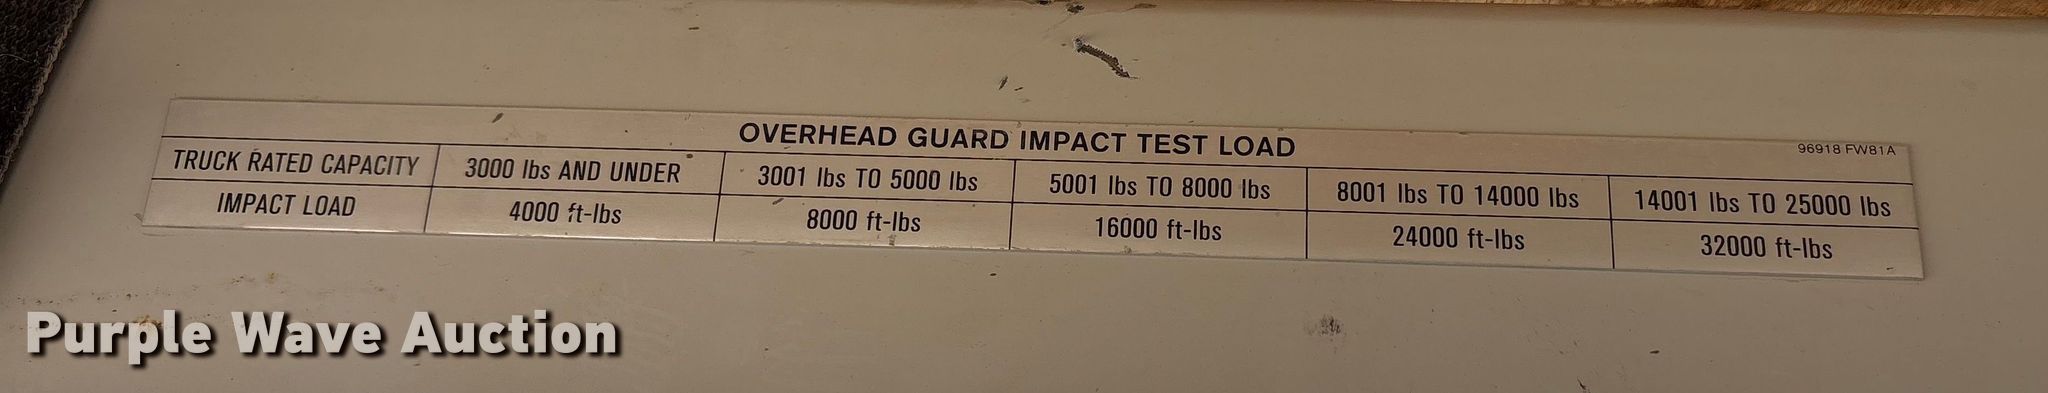 OVERHEAD GUARD IMPACT TEST LOAD 96918 FW81A
TRUCK RATED CAPACITY 3000 lbs AND UNDER 3001 lbs TO 5000 lbs 5001 lbs TO 8000 lbs 8001 lbs TO 14000 lbs 14001 lbs TO 25000 lbs
IMPACT LOAD 4000 ft-lbs 8000 ft-lbs 16000 ft-lbs 24000 ft-lbs 32000 ft-lbs
Purple Wave Auction